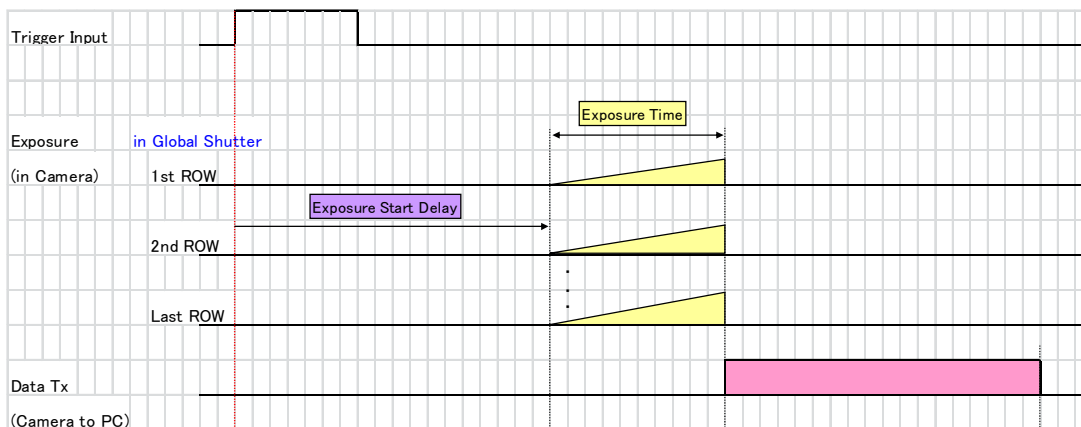 Trigger Input
Exposure Time
Exposure in Global Shutter
(in Camera) 1st ROW
Exposure Start Delay
2nd ROW
Last ROW
Data Tx
(Camera to PC)